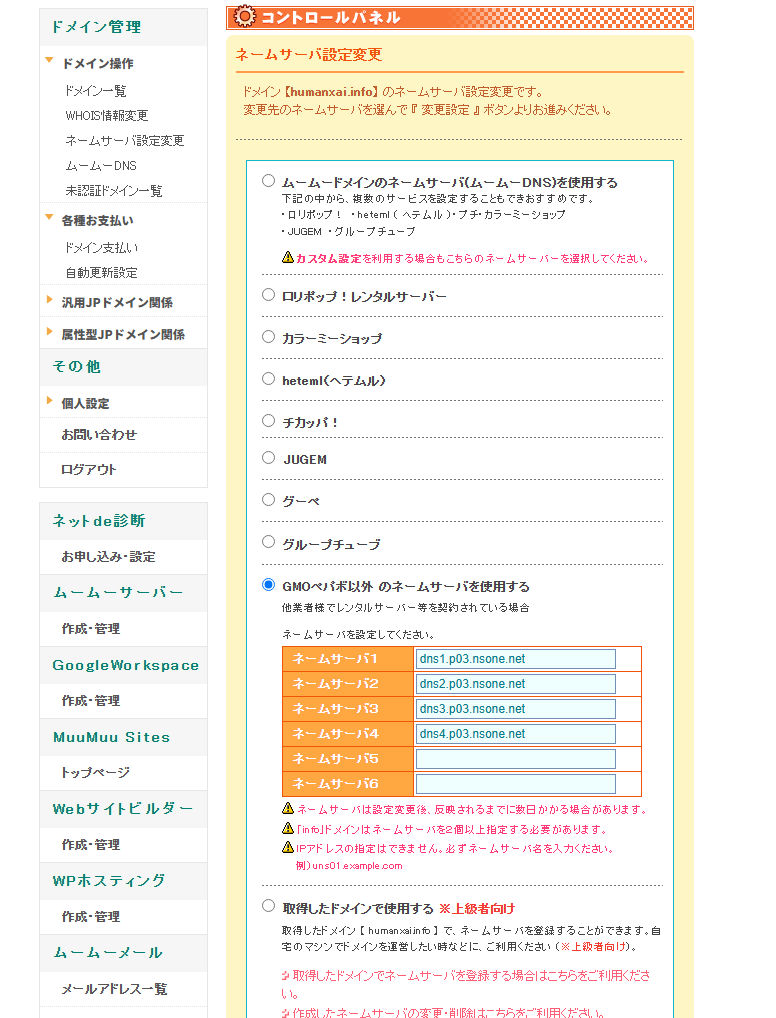 ドメイン管理
ドメイン操作
ドメイン一覧
WHOIS情報変更
ネームサーバ設定変更
ムームーDNS
未認証ドメイン一覧
各種お支払い
ドメイン支払い
自動更新設定
汎用JPドメイン関係
属性型JPドメイン関係
その他
個人設定
お問い合わせ
ログアウト
ネットde診断
お申し込み・設定
ムームーサーバー
作成・管理
GoogleWorkspace
作成・管理
MuuMuu Sites
トップページ
Webサイトビルダー
作成・管理
WPホスティング
作成・管理
ムームーメール
メールアドレス一覧
コントロールパネル
ネームサーバ設定変更
ドメイン【humanxai.info】のネームサーバ設定変更です。
変更先のネームサーバを選んで『 変更設定 』ボタンよりお進みください。
ムームードメインのネームサーバ(ムームーDNS)を使用する
下記の中から、複数のサービスを設定することもできおすすめです。
・ロリポップ！ ・heteml（ ヘテムル ）・プチ・カラーミーショップ
・JUGEM ・グループチューブ
カスタム設定を利用する場合もこちらのネームサーバーを選択してください。
ロリポップ！レンタルサーバー
カラーミーショップ
heteml(ヘテムル)
チカッパ！
JUGEM
グーペ
グループチューブ
GMOペパボ以外 のネームサーバを使用する
他業者様でレンタルサーバー等を契約されている場合
ネームサーバを設定してください。
ネームサーバ1 dns1.p03.nsone.net
ネームサーバ2 dns2.p03.nsone.net
ネームサーバ3 dns3.p03.nsone.net
ネームサーバ4 dns4.p03.nsone.net
ネームサーバ5
ネームサーバ6
ネームサーバは設定変更後、反映されるまでに数日かかる場合があります。
「info」ドメインはネームサーバを2個以上指定する必要があります。
IPアドレスの指定はできません。必ずネームサーバ名を入力ください。
例）uns01.example.com
取得したドメインで使用する ※上級者向け
取得したドメイン【 humanxai.info 】で、ネームサーバを登録することができます。自
宅のマシンでドメインを運営したい時などに、ご利用ください（※上級者向け）。
取得したドメインでネームサーバを登録する場合はこちらをご利用くださ
い。
作成したネームサーバの変更・削除はこちらをご利用ください。